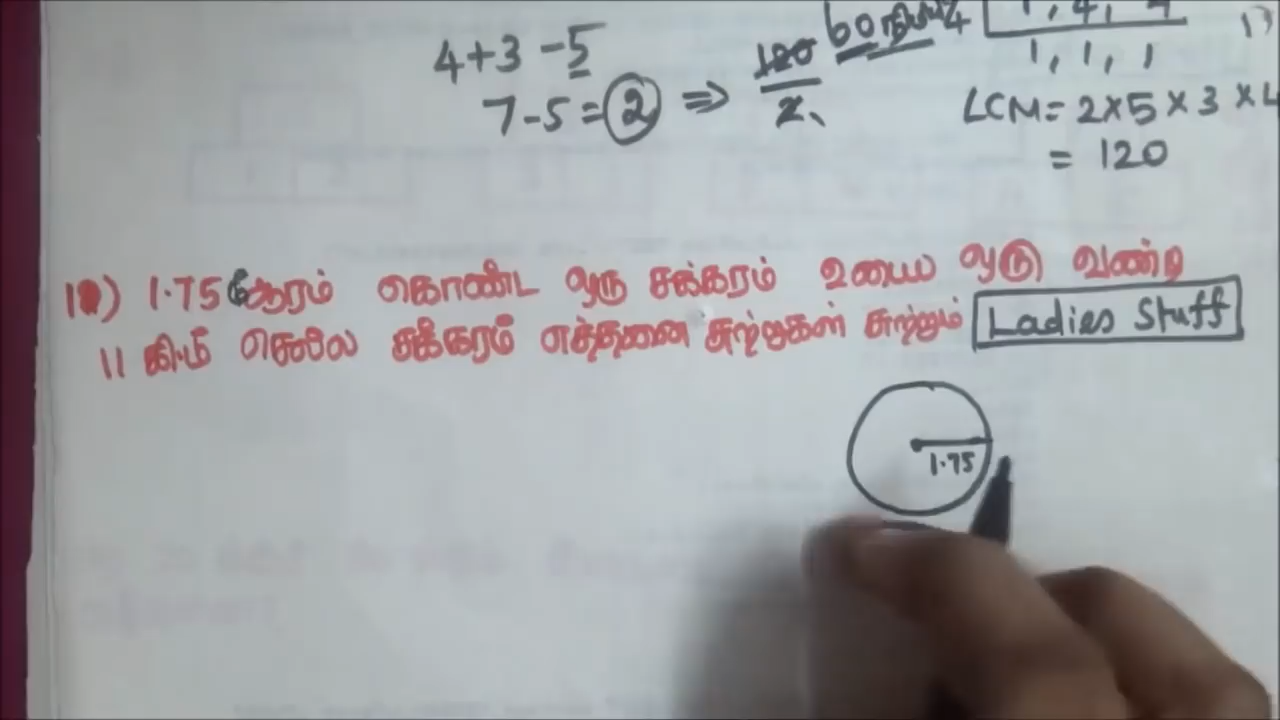 4+3-5
7-5=2 ⇒ 120/2 60
1, 4, 4
1, 1, 1
LCM = 2×5×3×4
= 120
1)
1.75 ஆரம் கொண்ட ஒரு சக்கரம் உடைய ஒரு வண்டி
11 கி.மீ செல்ல சக்கரம் எத்தனை சுழற்சுகள் சுற்றும் Ladies Stuff
1.75